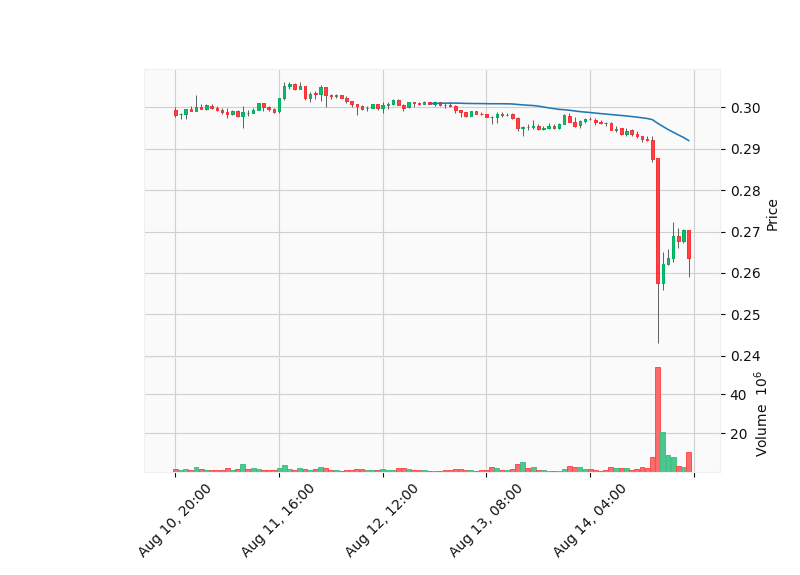 0.30
0.29
0.28
0.27
0.26
0.25
0.24
Price
40
20
Volume 10^6
Aug 10, 20:00
Aug 11, 16:00
Aug 12, 12:00
Aug 13, 08:00
Aug 14, 04:00